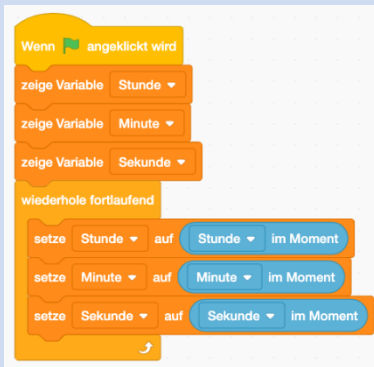 Wenn angeklickt wird
zeige Variable Stunde
zeige Variable Minute
zeige Variable Sekunde
wiederhole fortlaufend
setze Stunde auf Stunde im Moment
setze Minute auf Minute im Moment
setze Sekunde auf Sekunde im Moment